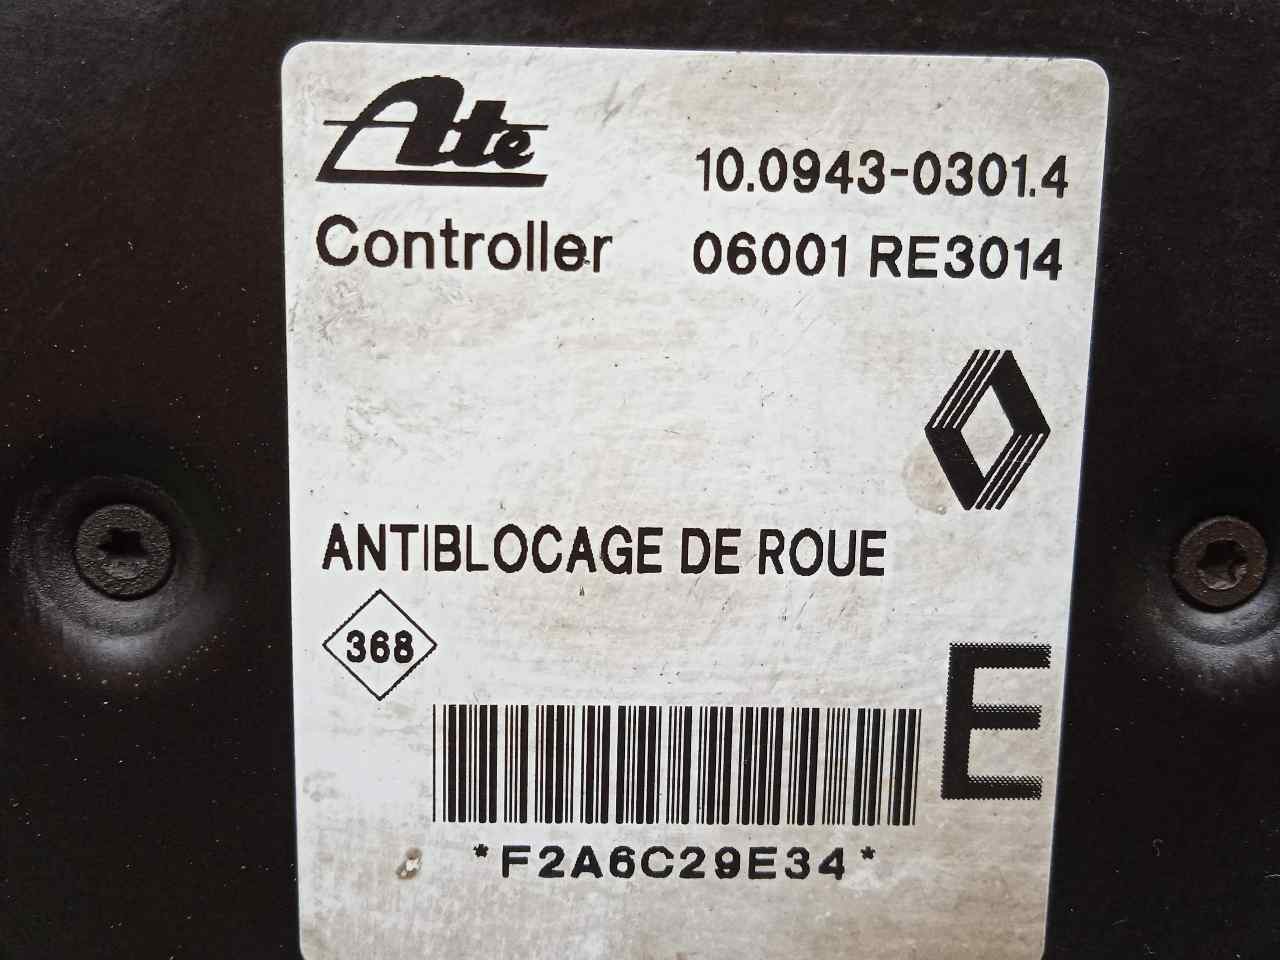 Ate
10.0943-0301.4
Controller 06001 RE3014
ANTIBLOCAGE DE ROUE
368
E
*F2A6C29E34*